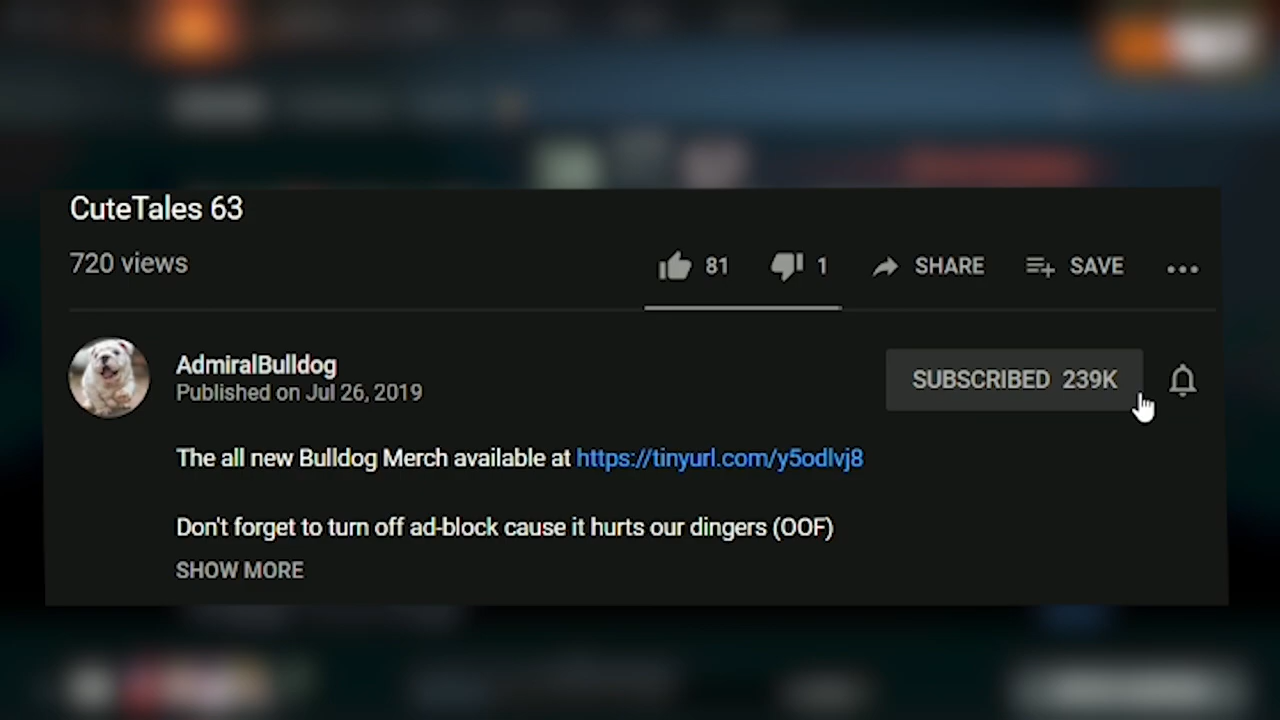 CuteTales 63
720 views
81 1 SHARE SAVE
AdmiralBulldog
Published on Jul 26, 2019
SUBSCRIBED 239K
The all new Bulldog Merch available at https://tinyurl.com/y5odlvj8
Don't forget to turn off ad-block cause it hurts our dingers (OOF)
SHOW MORE